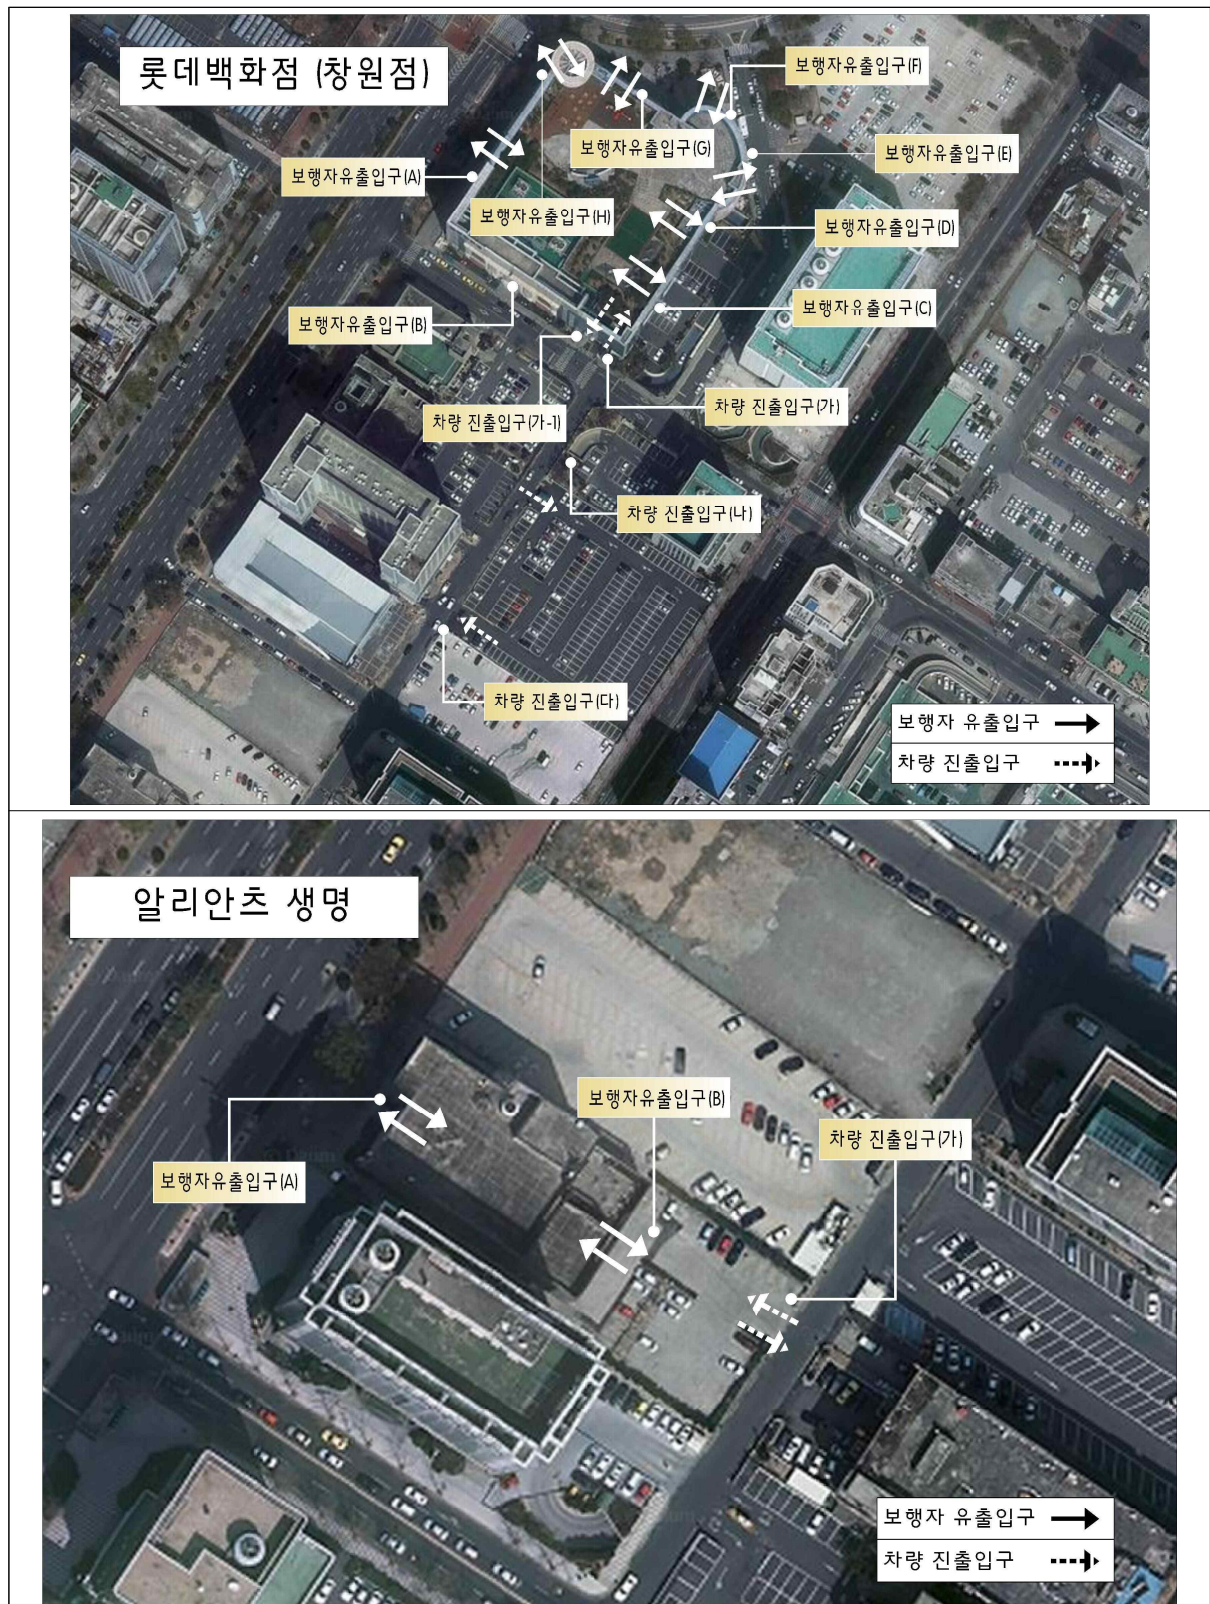 롯데백화점 (창원점)
보행자유출입구(F)
보행자유출입구(G)
보행자유출입구(E)
보행자유출입구(A)
보행자유출입구(H)
보행자유출입구(D)
보행자유출입구(B)
보행자유출입구(C)
차량 진출입구(가-1)
차량 진출입구(가)
차량 진출입구(나)
차량 진출입구(다)
보행자 유출입구
차량 진출입구
알리안츠 생명
보행자유출입구(B)
차량 진출입구(가)
보행자유출입구(A)
보행자 유출입구
차량 진출입구